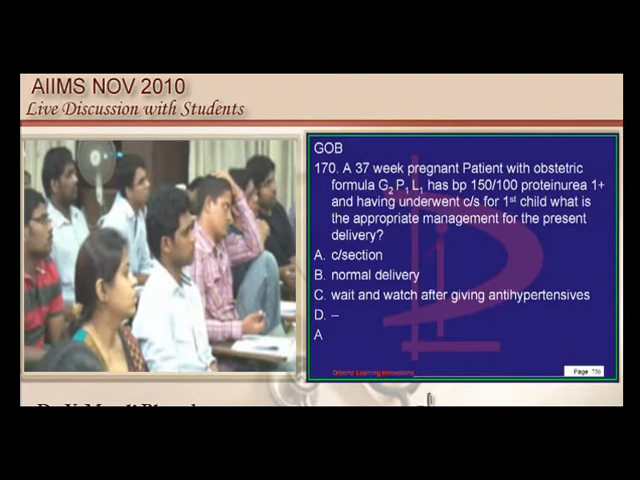 AIIMS NOV 2010
Live Discussion with Students
GOB
170. A 37 week pregnant Patient with obstetric
formula G2 P1 L1 has bp 150/100 proteinurea 1+
and having underwent c/s for 1st child what is
the appropriate management for the present
delivery?
A. c/section
B. normal delivery
C. wait and watch after giving antihypertensives
D. –
A
Page 730